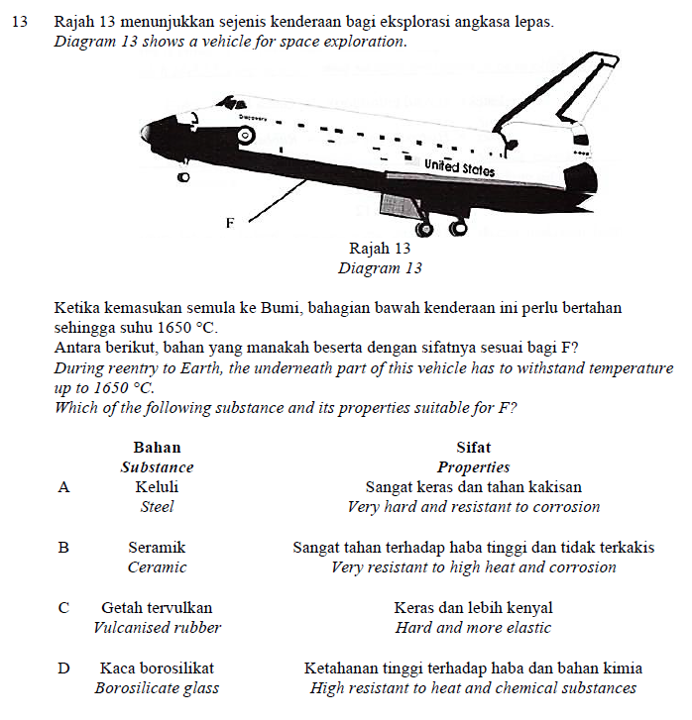 13 Rajah 13 menunjukkan sejenis kenderaan bagi eksplorasi angkasa lepas.
Diagram 13 shows a vehicle for space exploration.
Discovery
United States
F
Rajah 13
Diagram 13
Ketika kemasukan semula ke Bumi, bahagian bawah kenderaan ini perlu bertahan
sehingga suhu 1650 °C.
Antara berikut, bahan yang manakah beserta dengan sifatnya sesuai bagi F?
During reentry to Earth, the underneath part of this vehicle has to withstand temperature
up to 1650 °C.
Which of the following substance and its properties suitable for F?
Bahan Sifat
Substance Properties
A Keluli Sangat keras dan tahan kakisan
Steel Very hard and resistant to corrosion
B Seramik Sangat tahan terhadap haba tinggi dan tidak terkakis
Ceramic Very resistant to high heat and corrosion
C Getah tervulkan Keras dan lebih kenyal
Vulcanised rubber Hard and more elastic
D Kaca borosilikat Ketahanan tinggi terhadap haba dan bahan kimia
Borosilicate glass High resistant to heat and chemical substances